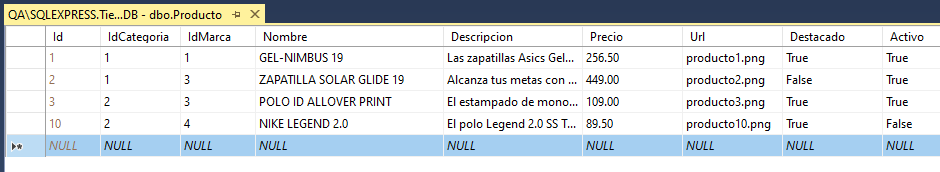 QA\SQLEXPRESS.Tie...DB - dbo.Producto
Id IdCategoria IdMarca Nombre Descripcion Precio Url Destacado Activo
1 1 1 GEL-NIMBUS 19 Las zapatillas Asics Gel... 256.50 producto1.png True True
2 1 3 ZAPATILLA SOLAR GLIDE 19 Alcanza tus metas con ... 449.00 producto2.png False True
3 2 3 POLO ID ALLOVER PRINT El estampado de mono... 109.00 producto3.png True True
10 2 4 NIKE LEGEND 2.0 El polo Legend 2.0 SS T... 89.50 producto10.png True False
NULL NULL NULL NULL NULL NULL NULL NULL NULL